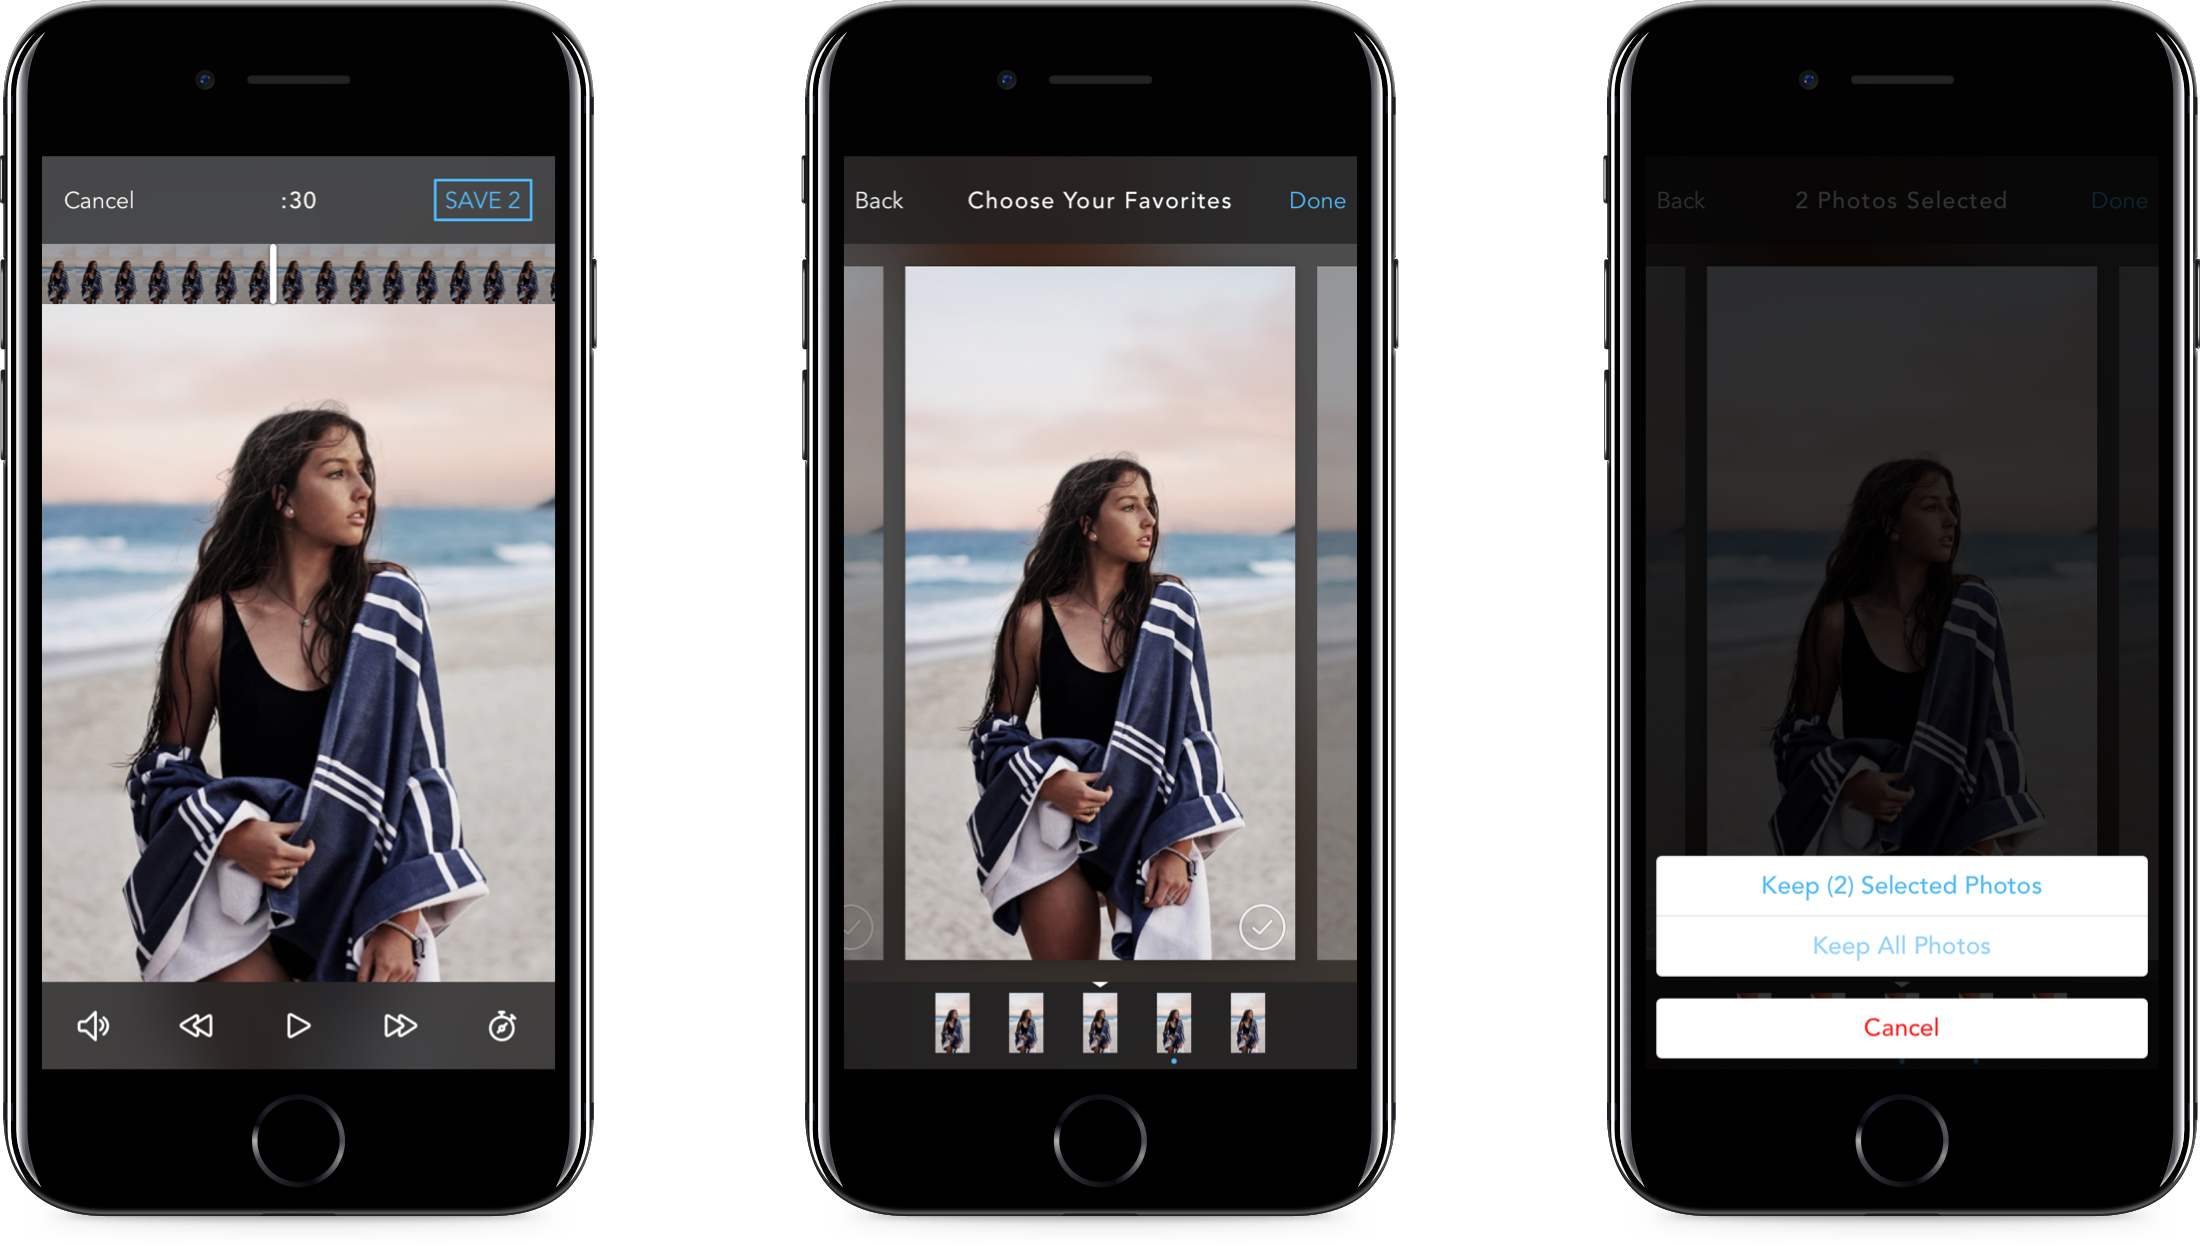 Cancel
:30
SAVE 2
Back
Choose Your Favorites
Done
Back
2 Photos Selected
Done
Keep (2) Selected Photos
Keep All Photos
Cancel